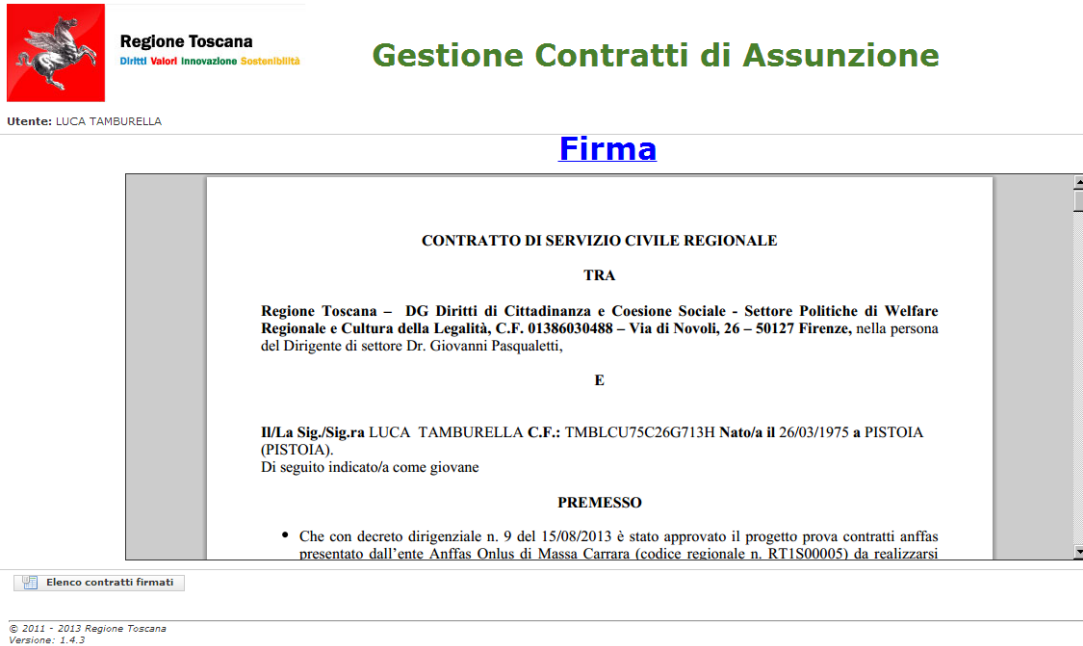 Regione Toscana
Diritti Valori Innovazione Sostenibilità
Gestione Contratti di Assunzione
Utente: LUCA TAMBURELLA
Firma
CONTRATTO DI SERVIZIO CIVILE REGIONALE
TRA
Regione Toscana – DG Diritti di Cittadinanza e Coesione Sociale - Settore Politiche di Welfare
Regionale e Cultura della Legalità, C.F. 01386030488 – Via di Novoli, 26 – 50127 Firenze, nella persona
del Dirigente di settore Dr. Giovanni Pasqualetti,
E
Il/La Sig./Sig.ra LUCA TAMBURELLA C.F.: TMBLCU75C26G713H Nato/a il 26/03/1975 a PISTOIA
(PISTOIA).
Di seguito indicato/a come giovane
PREMESSO
• Che con decreto dirigenziale n. 9 del 15/08/2013 è stato approvato il progetto prova contratti anffas
presentato dall'ente Anffas Onlus di Massa Carrara (codice regionale n. RT1S00005) da realizzarsi
Elenco contratti firmati
© 2011 - 2013 Regione Toscana
Versione: 1.4.3